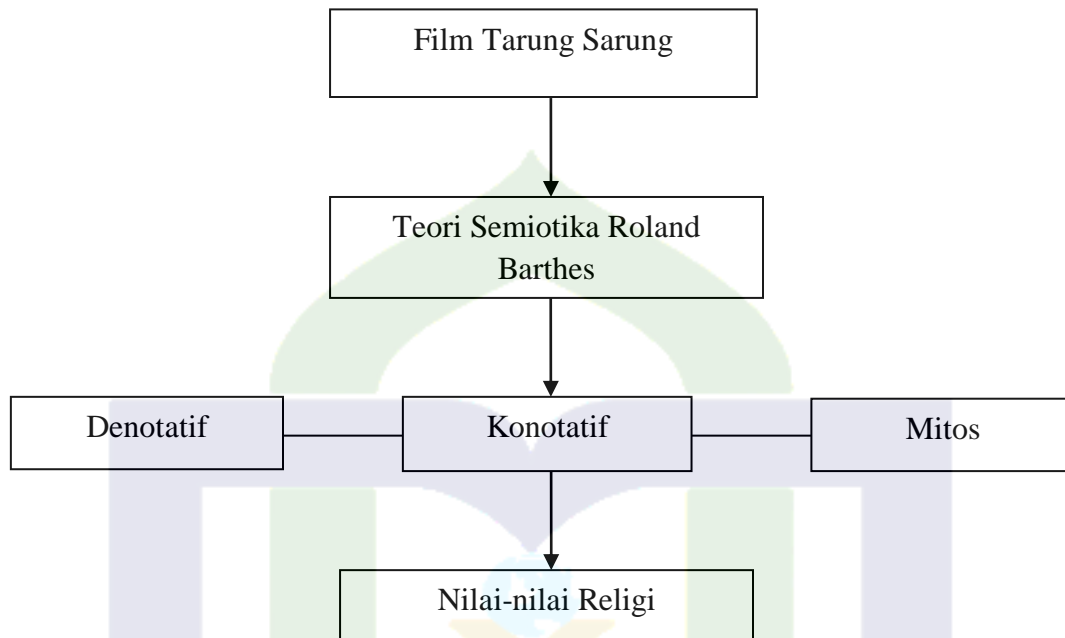 Film Tarung Sarung
Teori Semiotika Roland
Barthes
Denotatif
Konotatif
Mitos
Nilai-nilai Religi